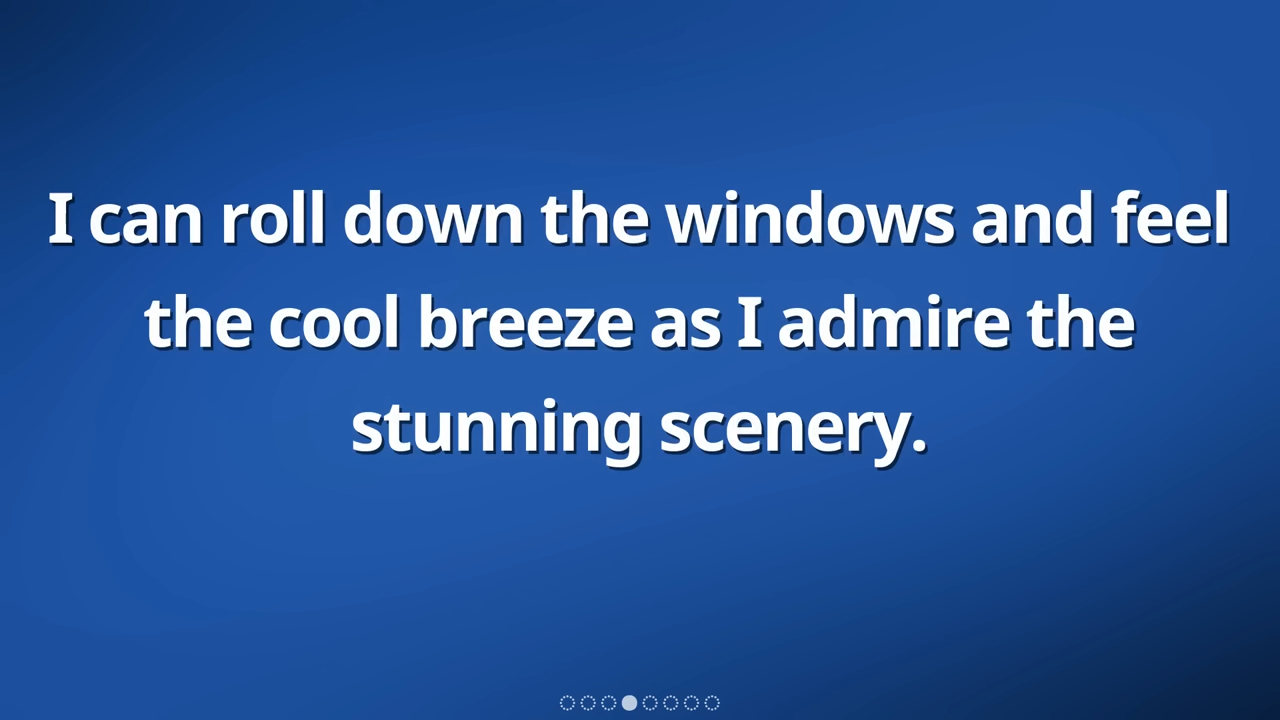 I can roll down the windows and feel
the cool breeze as I admire the
stunning scenery.